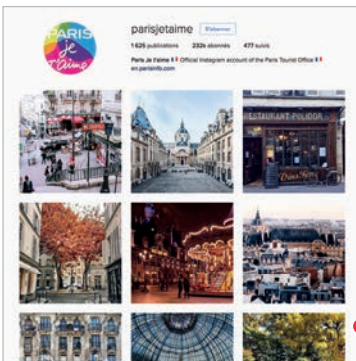 PARIS
je
t'aime
parisjetaime S'abonner
1 625 publications 232k abonnés 477 suivis
Paris Je t'aime Official Instagram account of the Paris Tourist Office
en.parisinfo.com
RESTAURANT POLIDOR